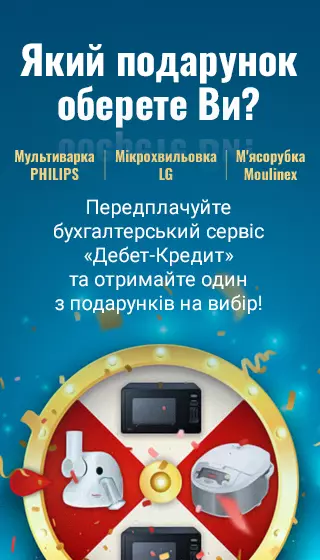 Який подарунок
оберете Ви?
Мультиварка
PHILIPS
Мікрохвильовка
LG
М'ясорубка
Moulinex
Передплачуйте
бухгалтерський сервіс
«Дебет-Кредит»
та отримайте один
з подарунків на вибір!